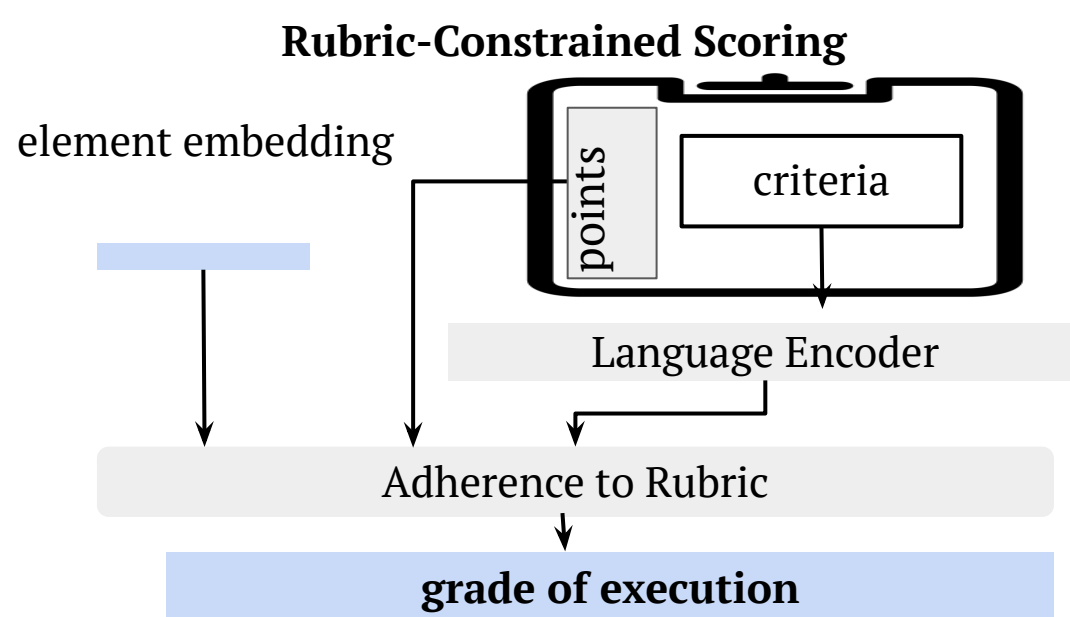 Rubric-Constrained Scoring
element embedding
points
criteria
Language Encoder
Adherence to Rubric
grade of execution